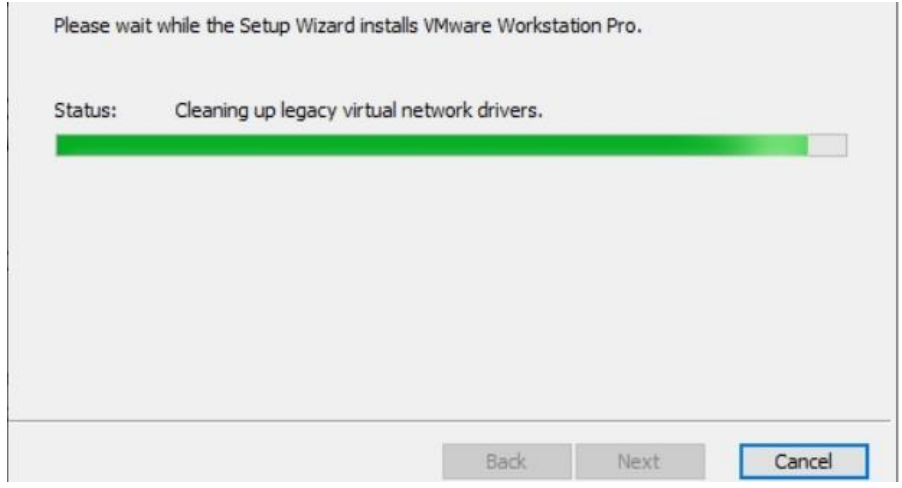 Please wait while the Setup Wizard installs VMware Workstation Pro.
Status: Cleaning up legacy virtual network drivers.
Back Next Cancel